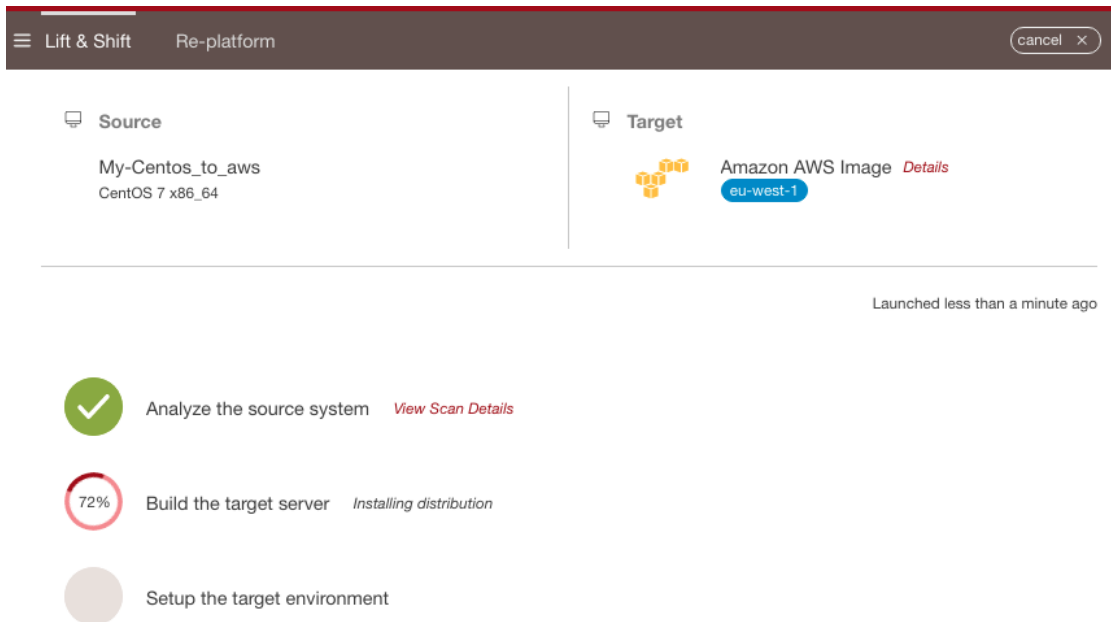 Lift & Shift Re-platform cancel ×
Source
My-Centos_to_aws
CentOS 7 x86_64
Target
Amazon AWS Image Details
eu-west-1
Launched less than a minute ago
Analyze the source system View Scan Details
72% Build the target server Installing distribution
Setup the target environment